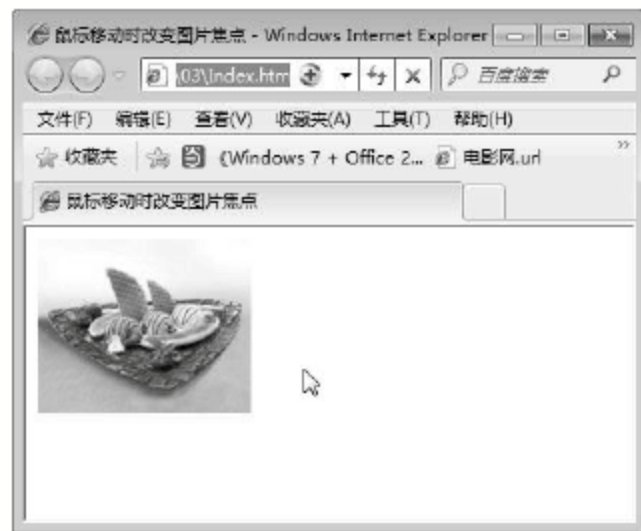 鼠标移动时改变图片焦点 - Windows Internet Explorer
\03\Index.htm 百度搜索
文件(F) 编辑(E) 查看(V) 收藏夹(A) 工具(T) 帮助(H)
收藏夹 《Windows 7 + Office 2... 电影网.url »
鼠标移动时改变图片焦点